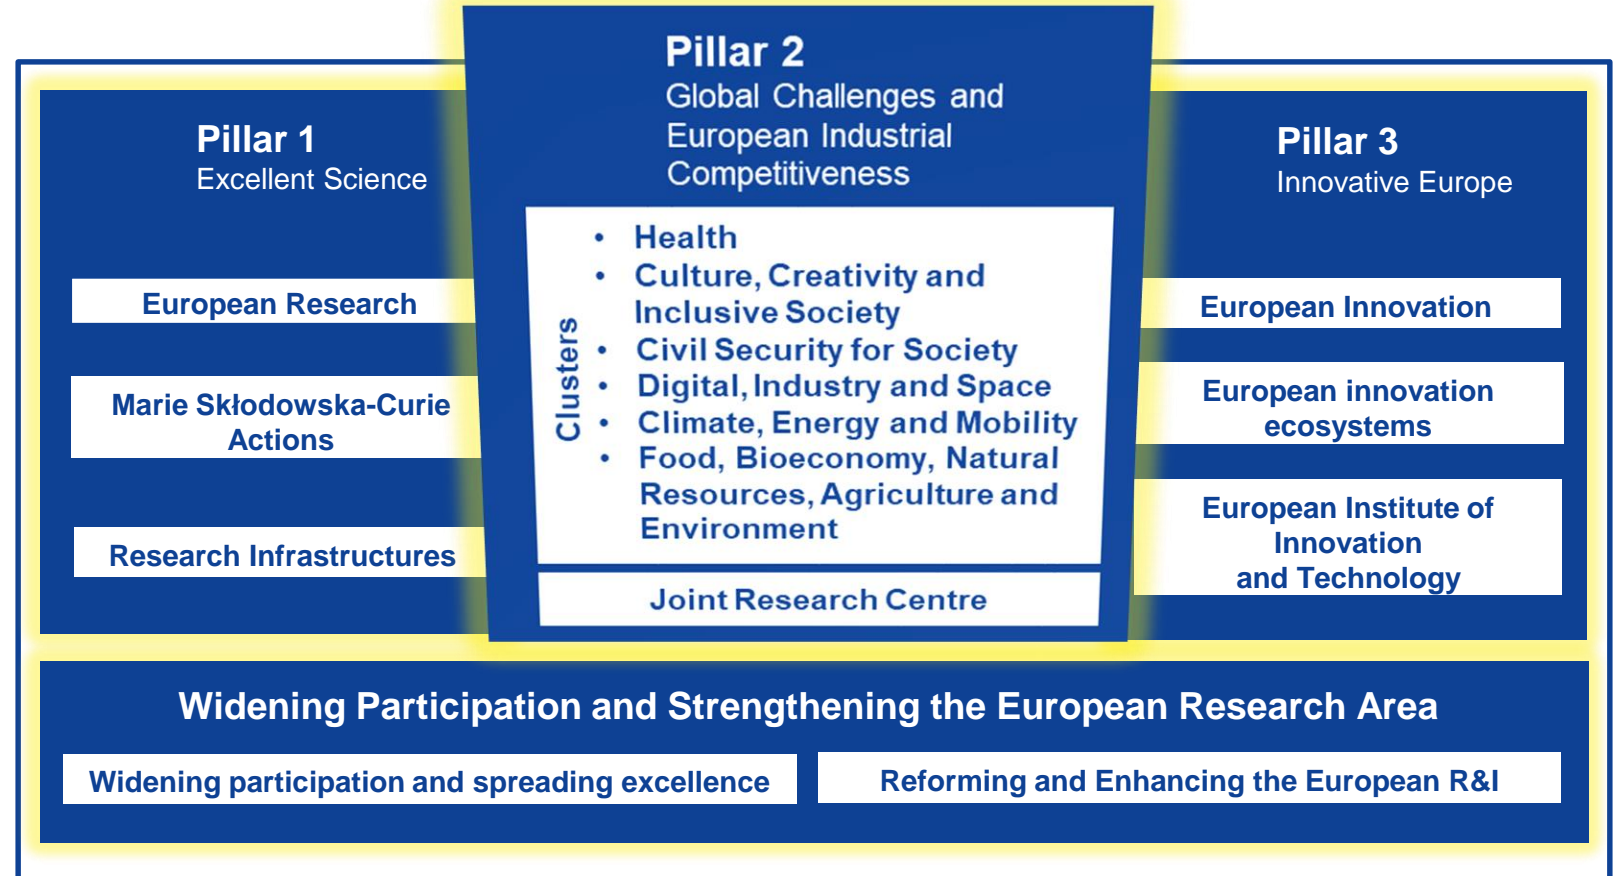 Pillar 1
Excellent Science
European Research
Marie Skłodowska-Curie
Actions
Research Infrastructures
Pillar 2
Global Challenges and
European Industrial
Competitiveness
Clusters
• Health
• Culture, Creativity and
Inclusive Society
• Civil Security for Society
• Digital, Industry and Space
• Climate, Energy and Mobility
• Food, Bioeconomy, Natural
Resources, Agriculture and
Environment
Joint Research Centre
Pillar 3
Innovative Europe
European Innovation
European innovation
ecosystems
European Institute of
Innovation
and Technology
Widening Participation and Strengthening the European Research Area
Widening participation and spreading excellence
Reforming and Enhancing the European R&I